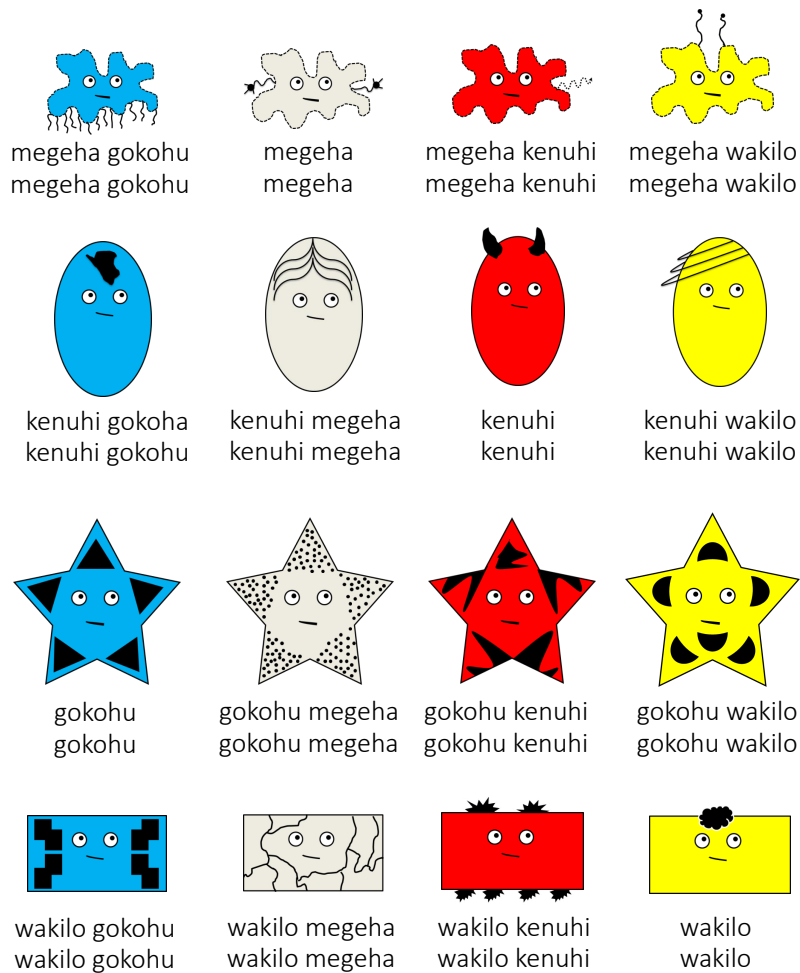 megeha gokohu
megeha gokohu
megeha
megeha
megeha kenuhi
megeha kenuhi
megeha wakilo
megeha wakilo
kenuhi gokoha
kenuhi gokohu
kenuhi megeha
kenuhi megeha
kenuhi
kenuhi
kenuhi wakilo
kenuhi wakilo
gokohu
gokohu
gokohu megeha
gokohu megeha
gokohu kenuhi
gokohu kenuhi
gokohu wakilo
gokohu wakilo
wakilo gokohu
wakilo gokohu
wakilo megeha
wakilo megeha
wakilo kenuhi
wakilo kenuhi
wakilo
wakilo